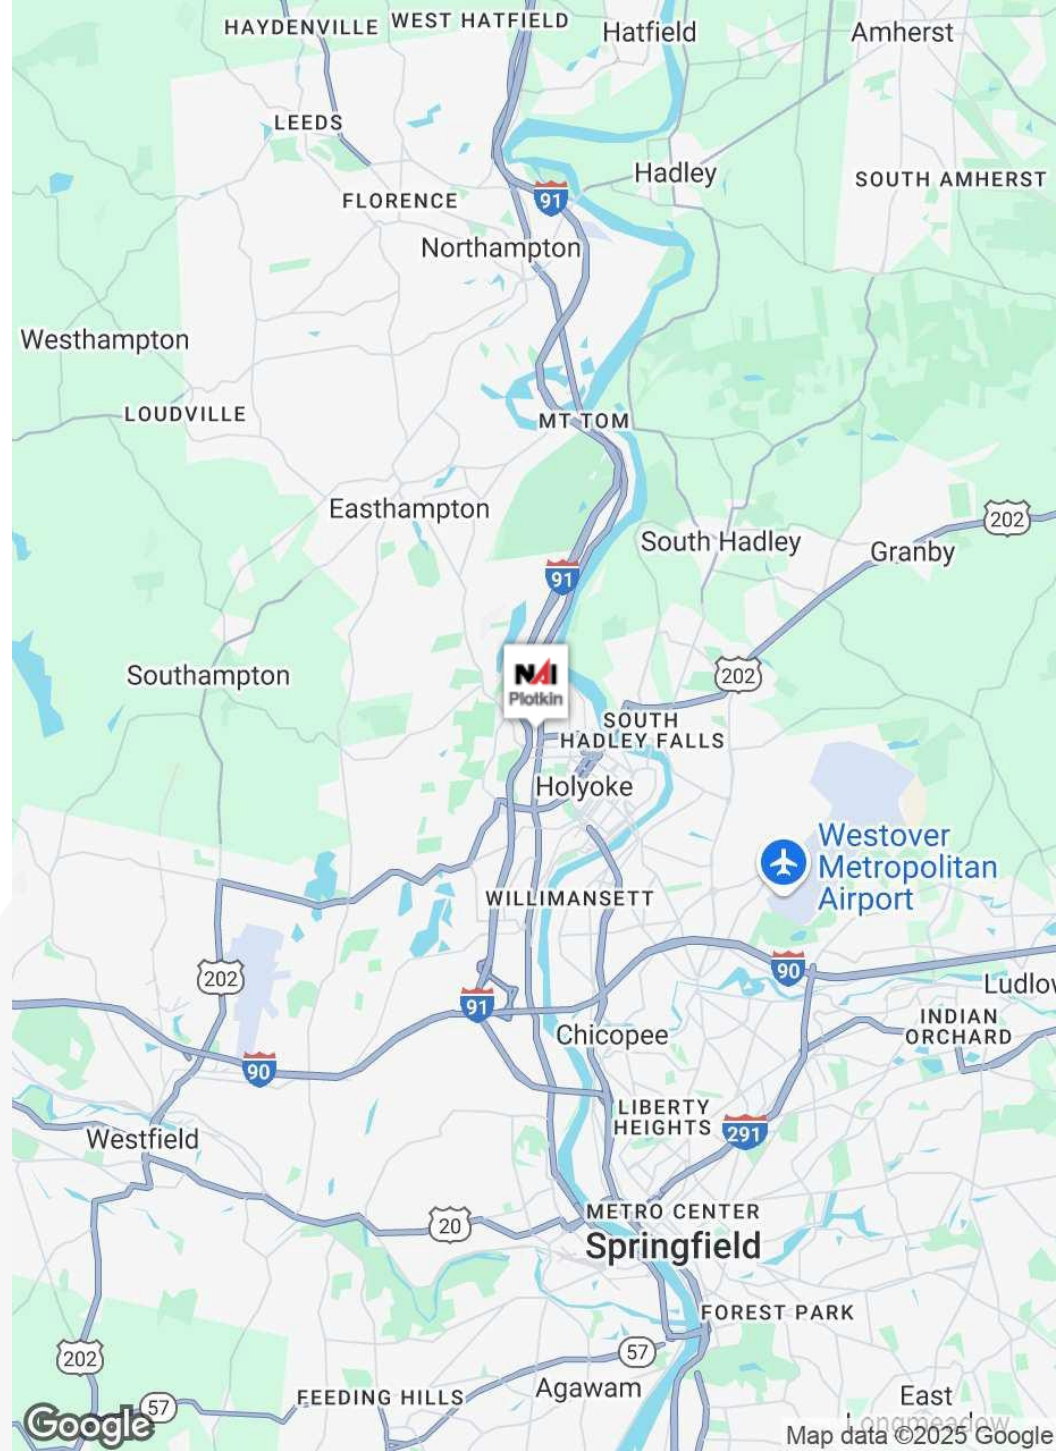 HAYDENVILLE
WEST HATFIELD
Hatfield
Amherst
LEEDS
Hadley
SOUTH AMHERST
FLORENCE
91
Northampton
Westhampton
LOUDVILLE
MT TOM
Easthampton
202
South Hadley
Granby
91
Southampton
NAI
Plotkin
202
SOUTH
HADLEY FALLS
Holyoke
Westover
Metropolitan
Airport
WILLIMANSETT
202
90
Ludlow
91
INDIAN
ORCHARD
Chicopee
90
LIBERTY
HEIGHTS
291
Westfield
METRO CENTER
20
Springfield
FOREST PARK
202
57
Agawam
FEEDING HILLS
57
East
Longmeadow
Google
Map data ©2025 Google